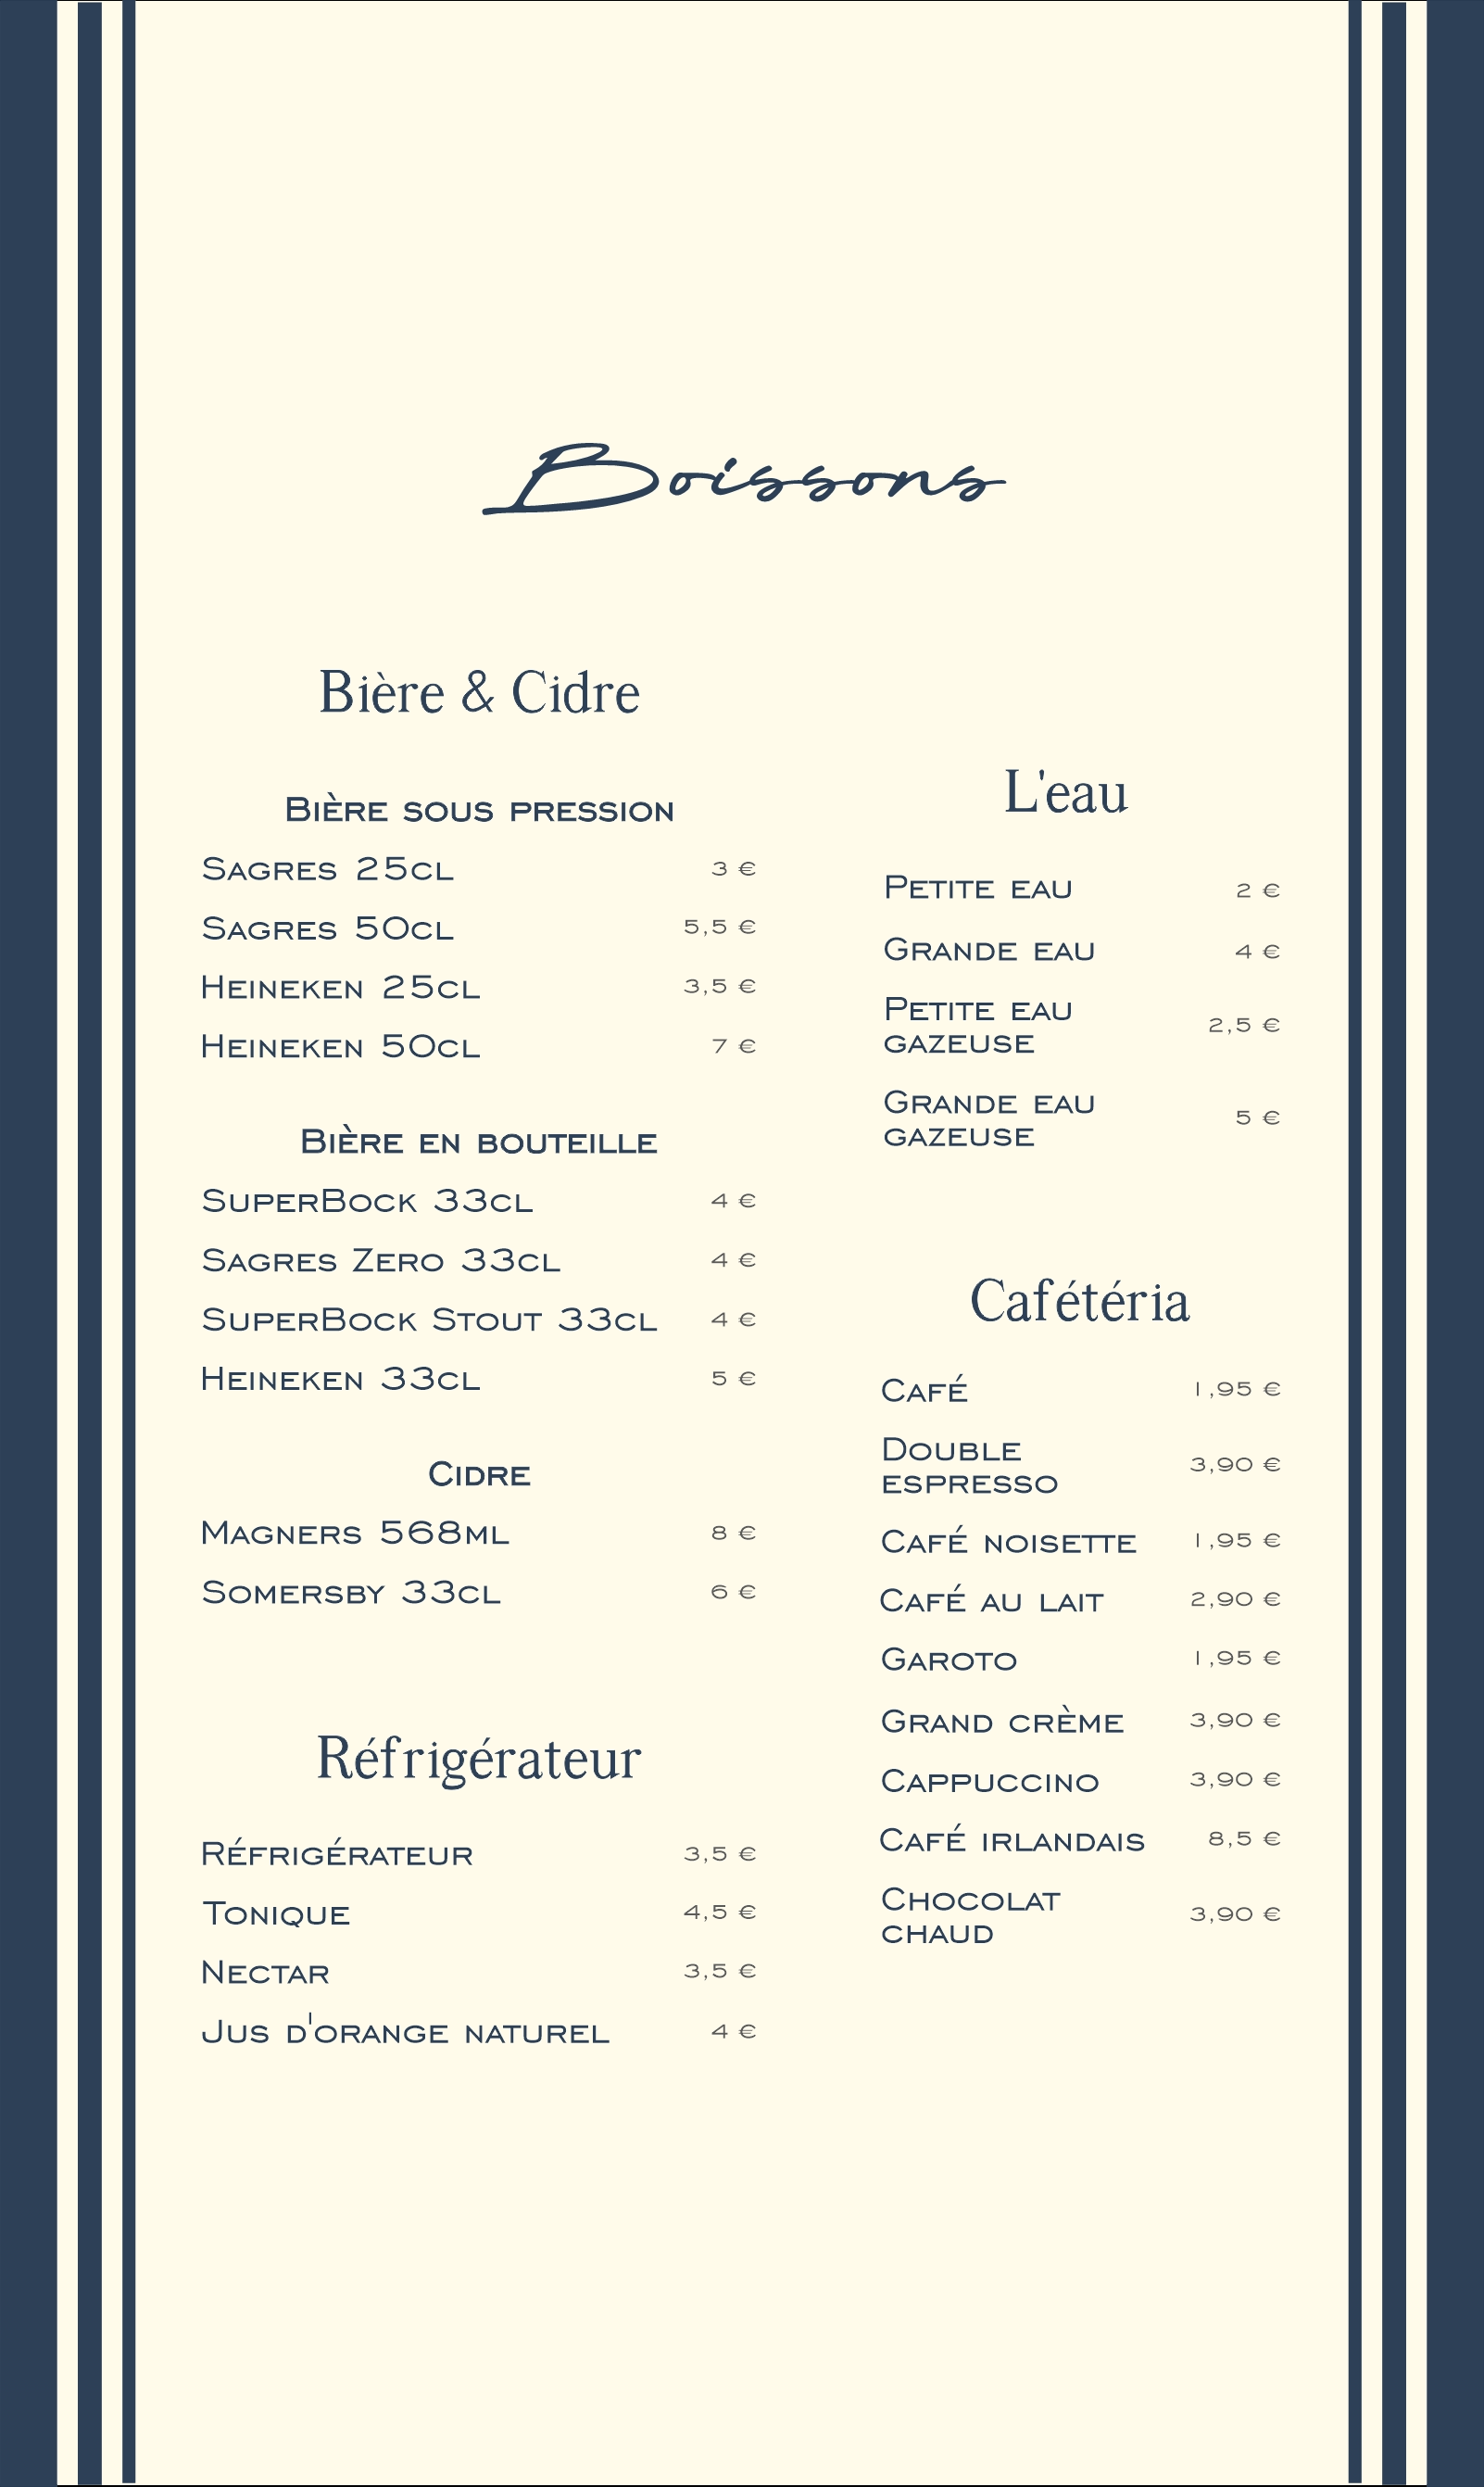 Boissons
Bière & Cidre
Bière sous pression
Sagres 25cl 3 €
Sagres 50cl 5,5 €
Heineken 25cl 3,5 €
Heineken 50cl 7 €
Bière en bouteille
SuperBock 33cl 4 €
Sagres Zero 33cl 4 €
SuperBock Stout 33cl 4 €
Heineken 33cl 5 €
Cidre
Magners 568ml 8 €
Somersby 33cl 6 €
Réfrigérateur
Réfrigérateur 3,5 €
Tonique 4,5 €
Nectar 3,5 €
Jus d'orange naturel 4 €
L'eau
Petite eau 2 €
Grande eau 4 €
Petite eau
gazeuse 2,5 €
Grande eau
gazeuse 5 €
Cafétéria
Café 1,95 €
Double
espresso 3,90 €
Café noisette 1,95 €
Café au lait 2,90 €
Garoto 1,95 €
Grand crème 3,90 €
Cappuccino 3,90 €
Café irlandais 8,5 €
Chocolat
chaud 3,90 €